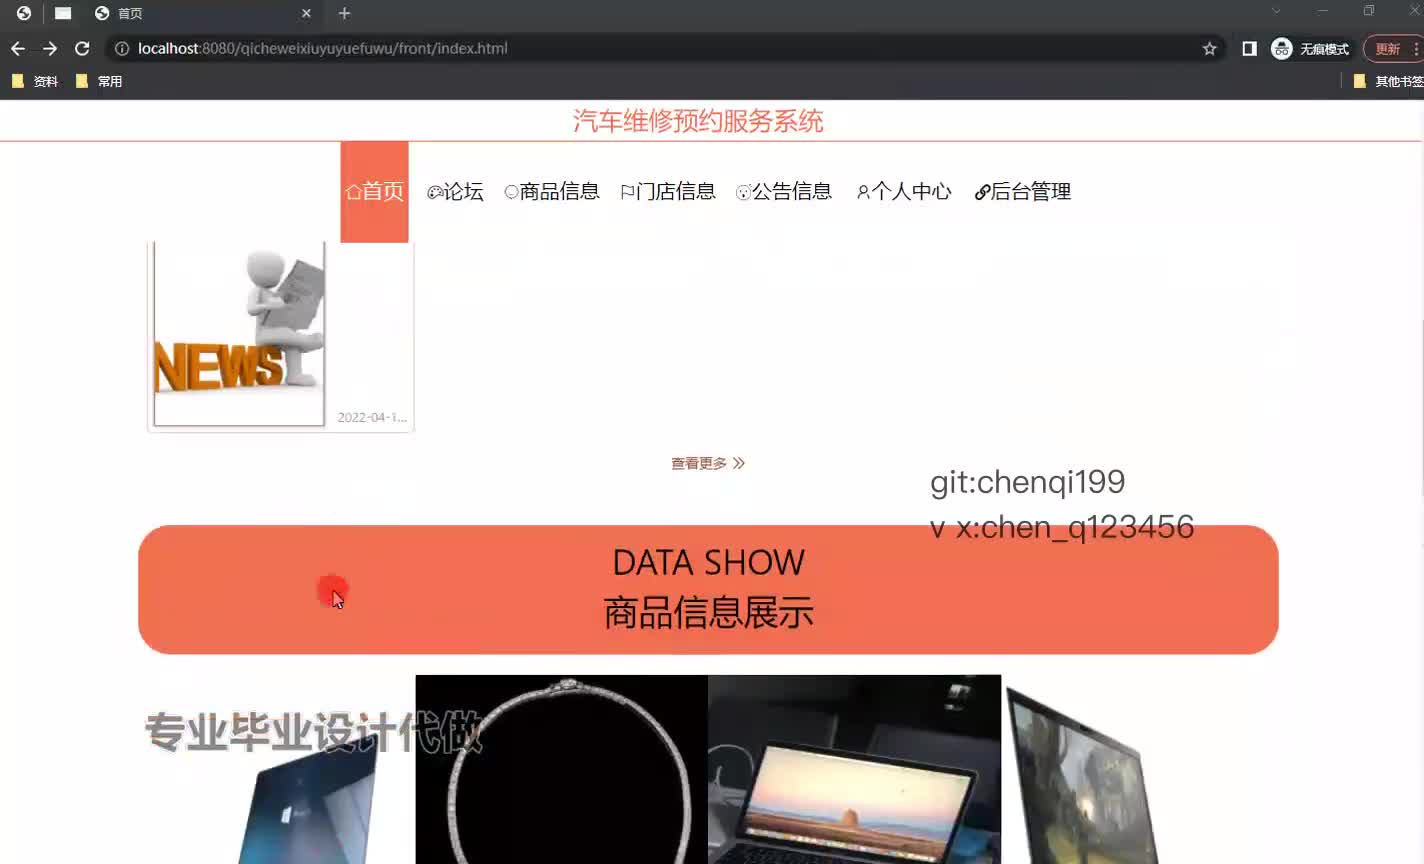 首页
localhost:8080/qicheweixiuyuyuefuwu/front/index.html
无痕模式
更新
资料
常用
其他书签
汽车维修预约服务系统
首页
论坛
商品信息
门店信息
公告信息
个人中心
后台管理
NEWS
2022-04-1...
查看更多
git:chenqi199
v x:chen_q123456
DATA SHOW
商品信息展示
专业毕业设计代做